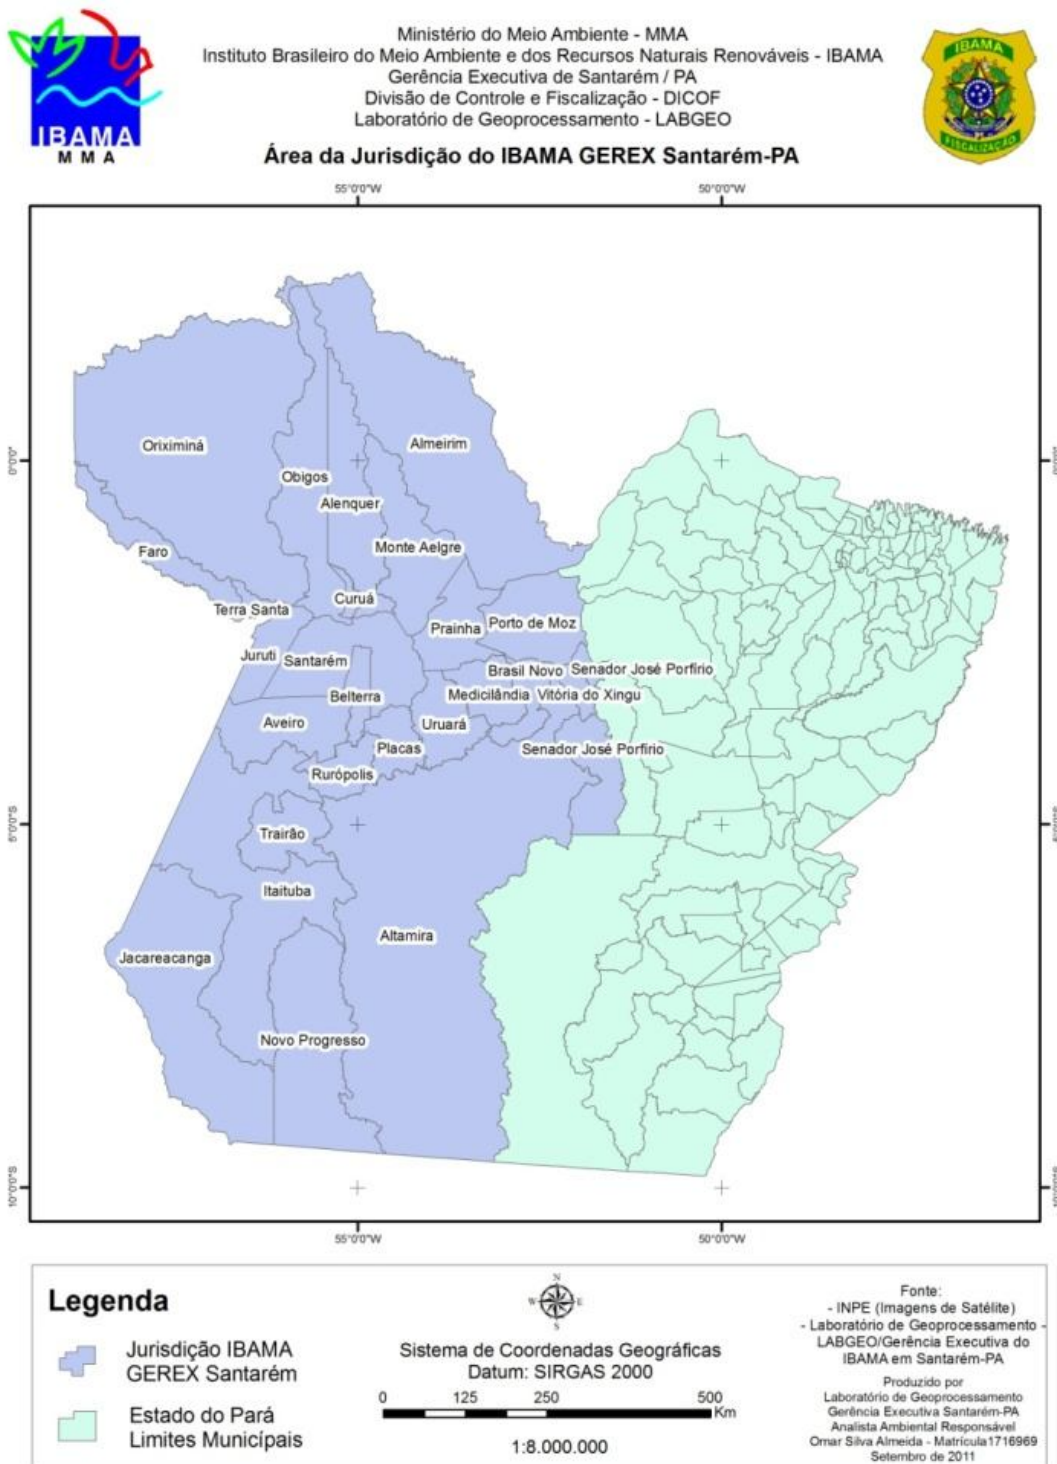 IBAMA
MMA
Ministério do Meio Ambiente - MMA
Instituto Brasileiro do Meio Ambiente e dos Recursos Naturais Renováveis - IBAMA
Gerência Executiva de Santarém / PA
Divisão de Controle e Fiscalização - DICOF
Laboratório de Geoprocessamento - LABGEO
Área da Jurisdição do IBAMA GEREX Santarém-PA
IBAMA
FISCALIZAÇÃO
55°0'0"W
50°0'0"W
0°0'0"
Oriximiná
Almeirim
Obigos
Alenquer
Monte Aelgre
Faro
Terra Santa
Curuá
Prainha
Porto de Moz
Juruti
Santarém
Brasil Novo
Senador José Porfírio
Belterra
Medicilândia
Vitória do Xingu
Aveiro
Uruará
Placas
Senador José Porfírio
Rurópolis
5°0'0"S
Trairão
Itaituba
Altamira
Jacareacanga
Novo Progresso
10°0'0"S
55°0'0"W
50°0'0"W
Legenda
Jurisdição IBAMA
GEREX Santarém
Estado do Pará
Limites Municípais
N
W
E
S
Sistema de Coordenadas Geográficas
Datum: SIRGAS 2000
0 125 250 500
Km
1:8.000.000
Fonte:
- INPE (Imagens de Satélite)
- Laboratório de Geoprocessamento -
LABGEO/Gerência Executiva do
IBAMA em Santarém-PA
Produzido por
Laboratório de Geoprocessamento
Gerência Executiva Santarém-PA
Analista Ambiental Responsável
Omar Silva Almeida - Matrícula1716969
Setembro de 2011